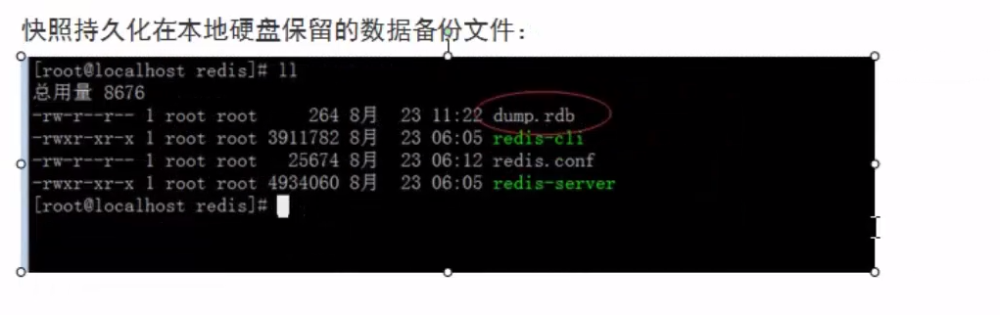 快照持久化在本地硬盘保留的数据备份文件：
[root@localhost redis]# ll
总用量 8676
-rw-r--r-- 1 root root 264 8月 23 11:22 dump.rdb
-rwxr-xr-x 1 root root 3911782 8月 23 06:05 redis-cli
-rw-r--r-- 1 root root 25674 8月 23 06:12 redis.conf
-rwxr-xr-x 1 root root 4934060 8月 23 06:05 redis-server
[root@localhost redis]#